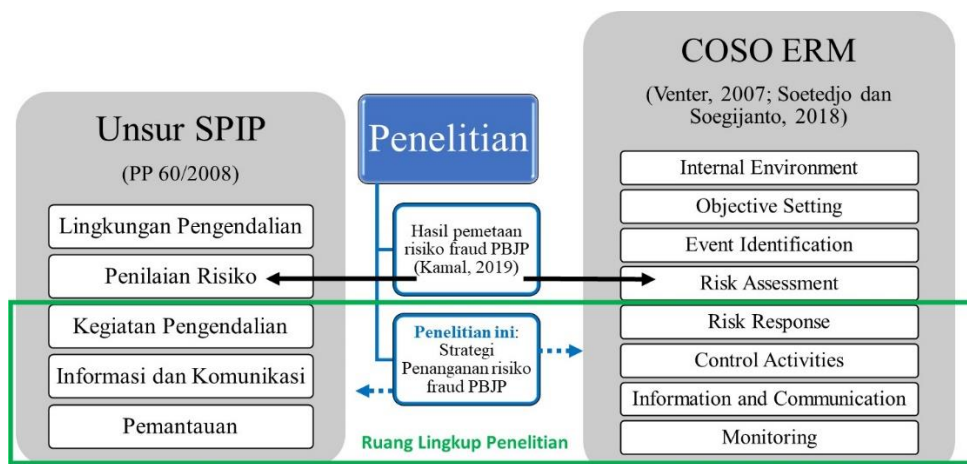 Unsur SPIP
(PP 60/2008)
Lingkungan Pengendalian
Penilaian Risiko
Kegiatan Pengendalian
Informasi dan Komunikasi
Pemantauan
Penelitian
Hasil pemetaan
risiko fraud PBJP
(Kamal, 2019)
Penelitian ini:
Strategi
Penanganan risiko
fraud PBJP
Ruang Lingkup Penelitian
COSO ERM
(Venter, 2007; Soetedjo dan
Soegijanto, 2018)
Internal Environment
Objective Setting
Event Identification
Risk Assessment
Risk Response
Control Activities
Information and Communication
Monitoring